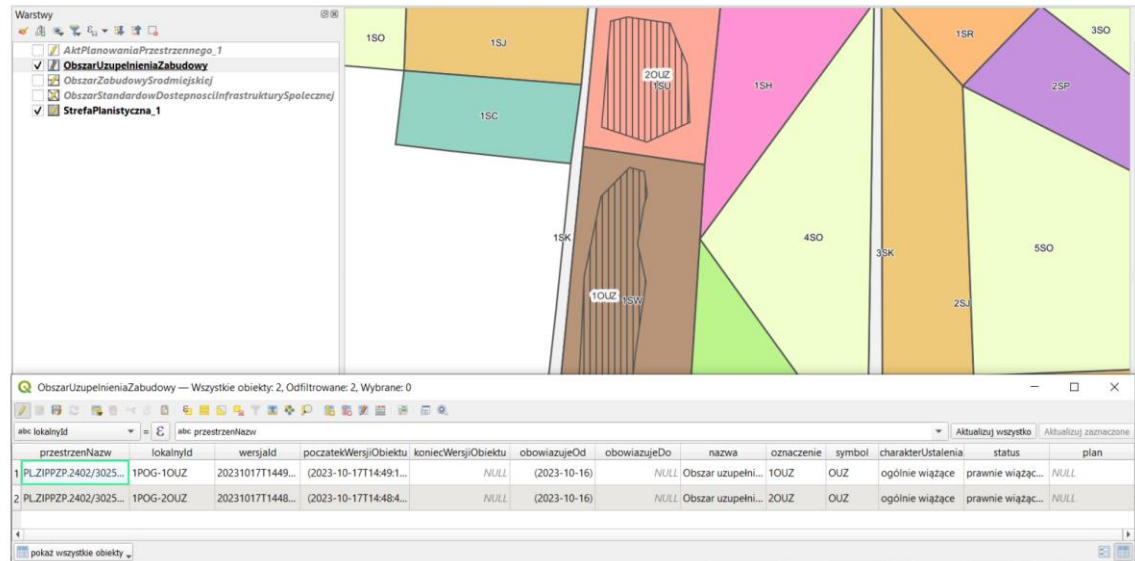 Warstwy
AktPlanowaniaPrzestrzennego_1
ObszarUzupelnieniaZabudowy
ObszarZabudowySrodmiejskiej
ObszarStandardowDostepnosciInfrastrukturySpolecznej
StrefaPlanistyczna_1
1SO 1SJ 2OUZ 1SU 1SH 1SR 3SO
1SC 2SP
1SK 4SO 3SK 5SO
1OUZ 1SW 2SJ
ObszarUzupelnieniaZabudowy — Wszystkie obiekty: 2, Odfiltrowane: 2, Wybrane: 0
abc lokalnyId = ε abc przestrzenNazw Aktualizuj wszystko Aktualizuj zaznaczone
przestrzenNazw lokalnyId wersjaId poczatekWersjiObiektu koniecWersjiObiektu obowiazujeOd obowiazujeDo nazwa oznaczenie symbol charakterUstalenia status plan
1 PL.ZIPPZP.2402/3025... 1POG-1OUZ 20231017T1449... (2023-10-17T14:49:1... NULL (2023-10-16) NULL Obszar uzupełni... 1OUZ OUZ ogólnie wiążące prawnie wiążąc... NULL
2 PL.ZIPPZP.2402/3025... 1POG-2OUZ 20231017T1448... (2023-10-17T14:48:4... NULL (2023-10-16) NULL Obszar uzupełni... 2OUZ OUZ ogólnie wiążące prawnie wiążąc... NULL
pokaż wszystkie obiekty